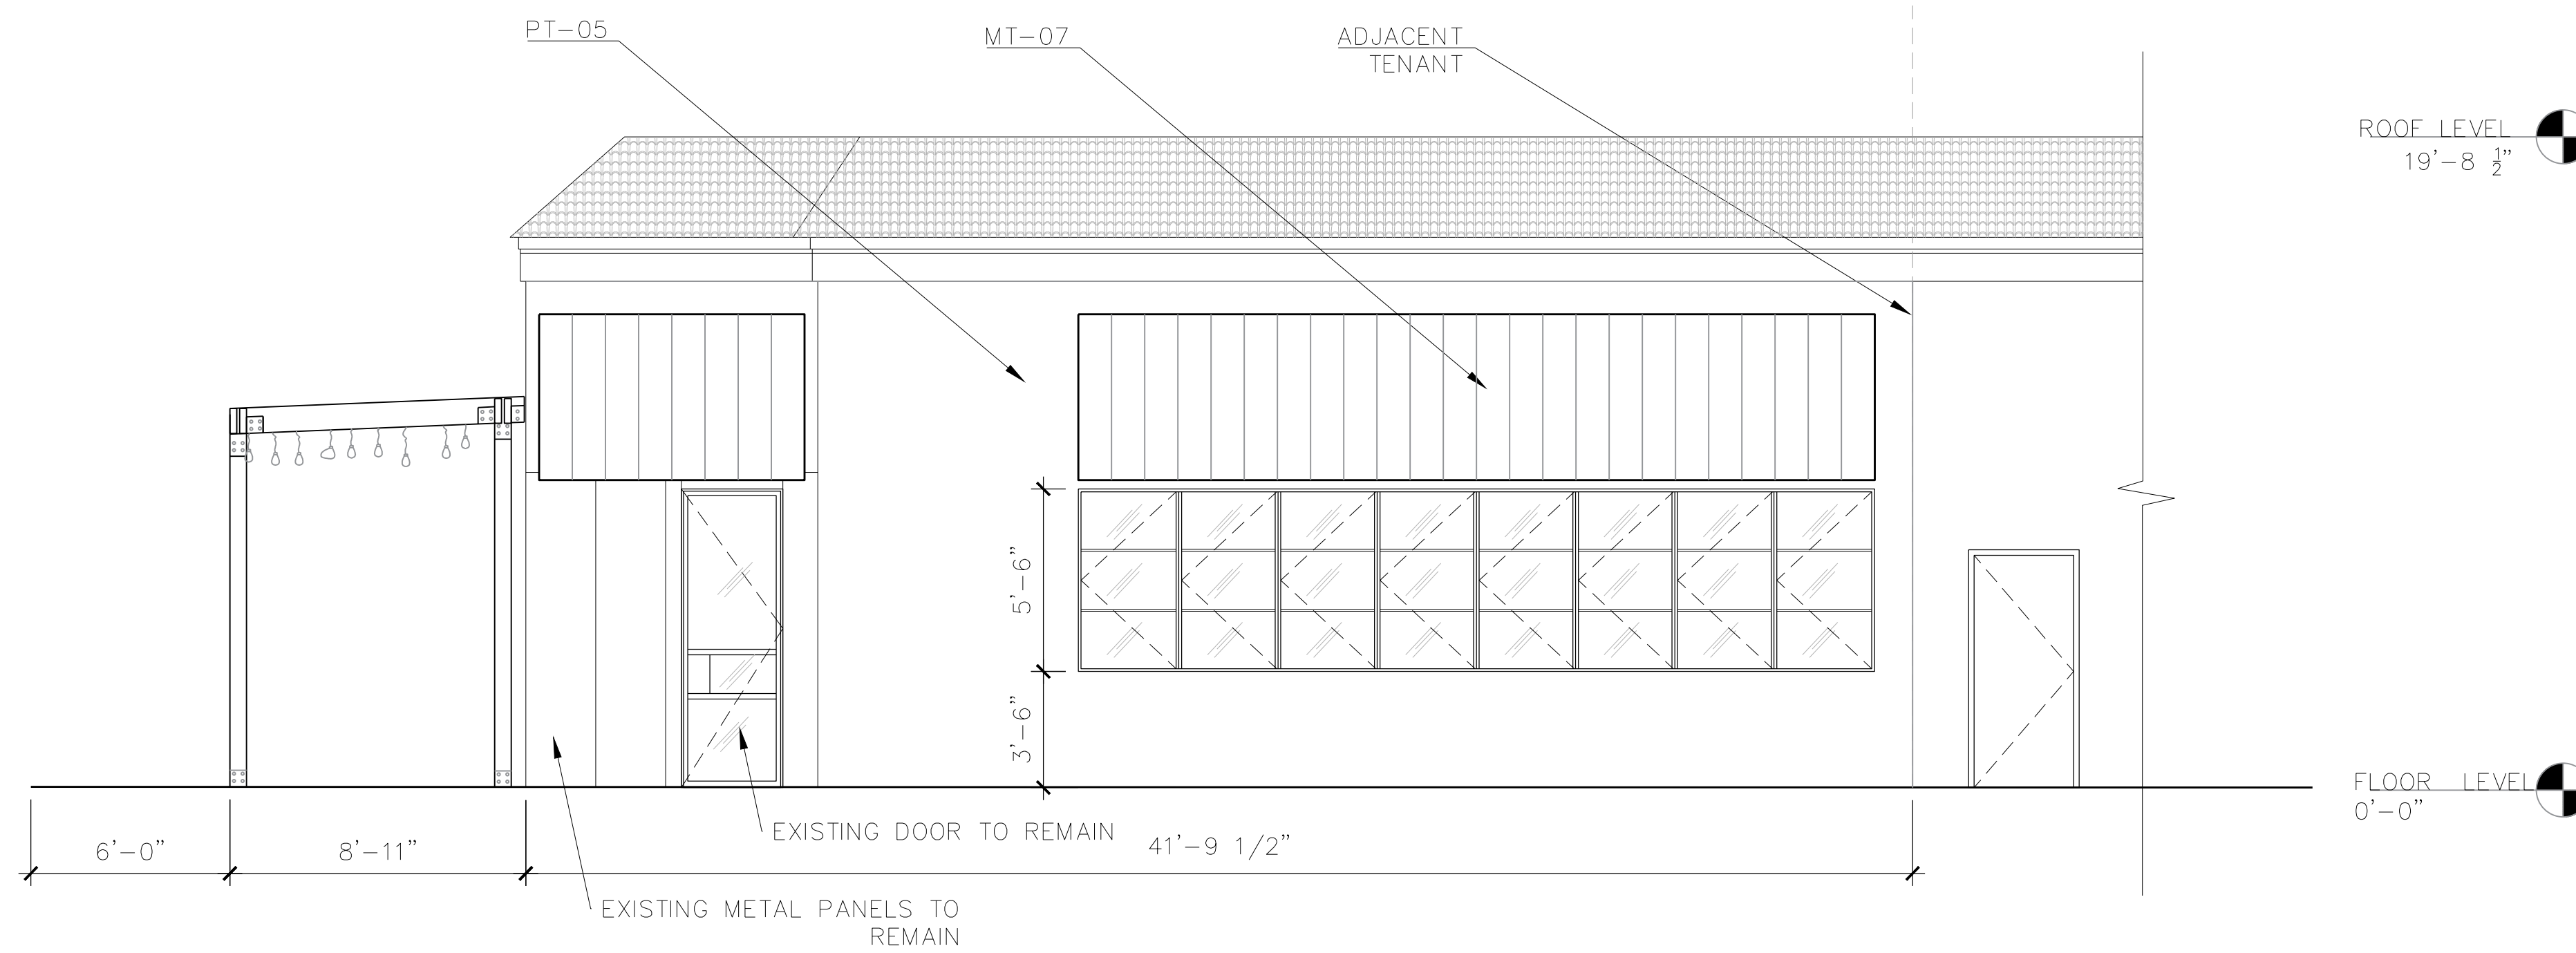 PT-05
MT-07
ADJACENT
TENANT
ROOF LEVEL
19'-8 1/2"
5'-6"
3'-6"
FLOOR LEVEL
0'-0"
EXISTING DOOR TO REMAIN
6'-0"
8'-11"
41'-9 1/2"
EXISTING METAL PANELS TO
REMAIN